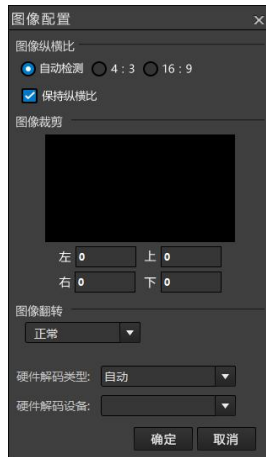 图像配置
图像纵横比
自动检测 4 : 3 16 : 9
保持纵横比
图像裁剪
左 0 上 0
右 0 下 0
图像翻转
正常
硬件解码类型: 自动
硬件解码设备:
确定 取消